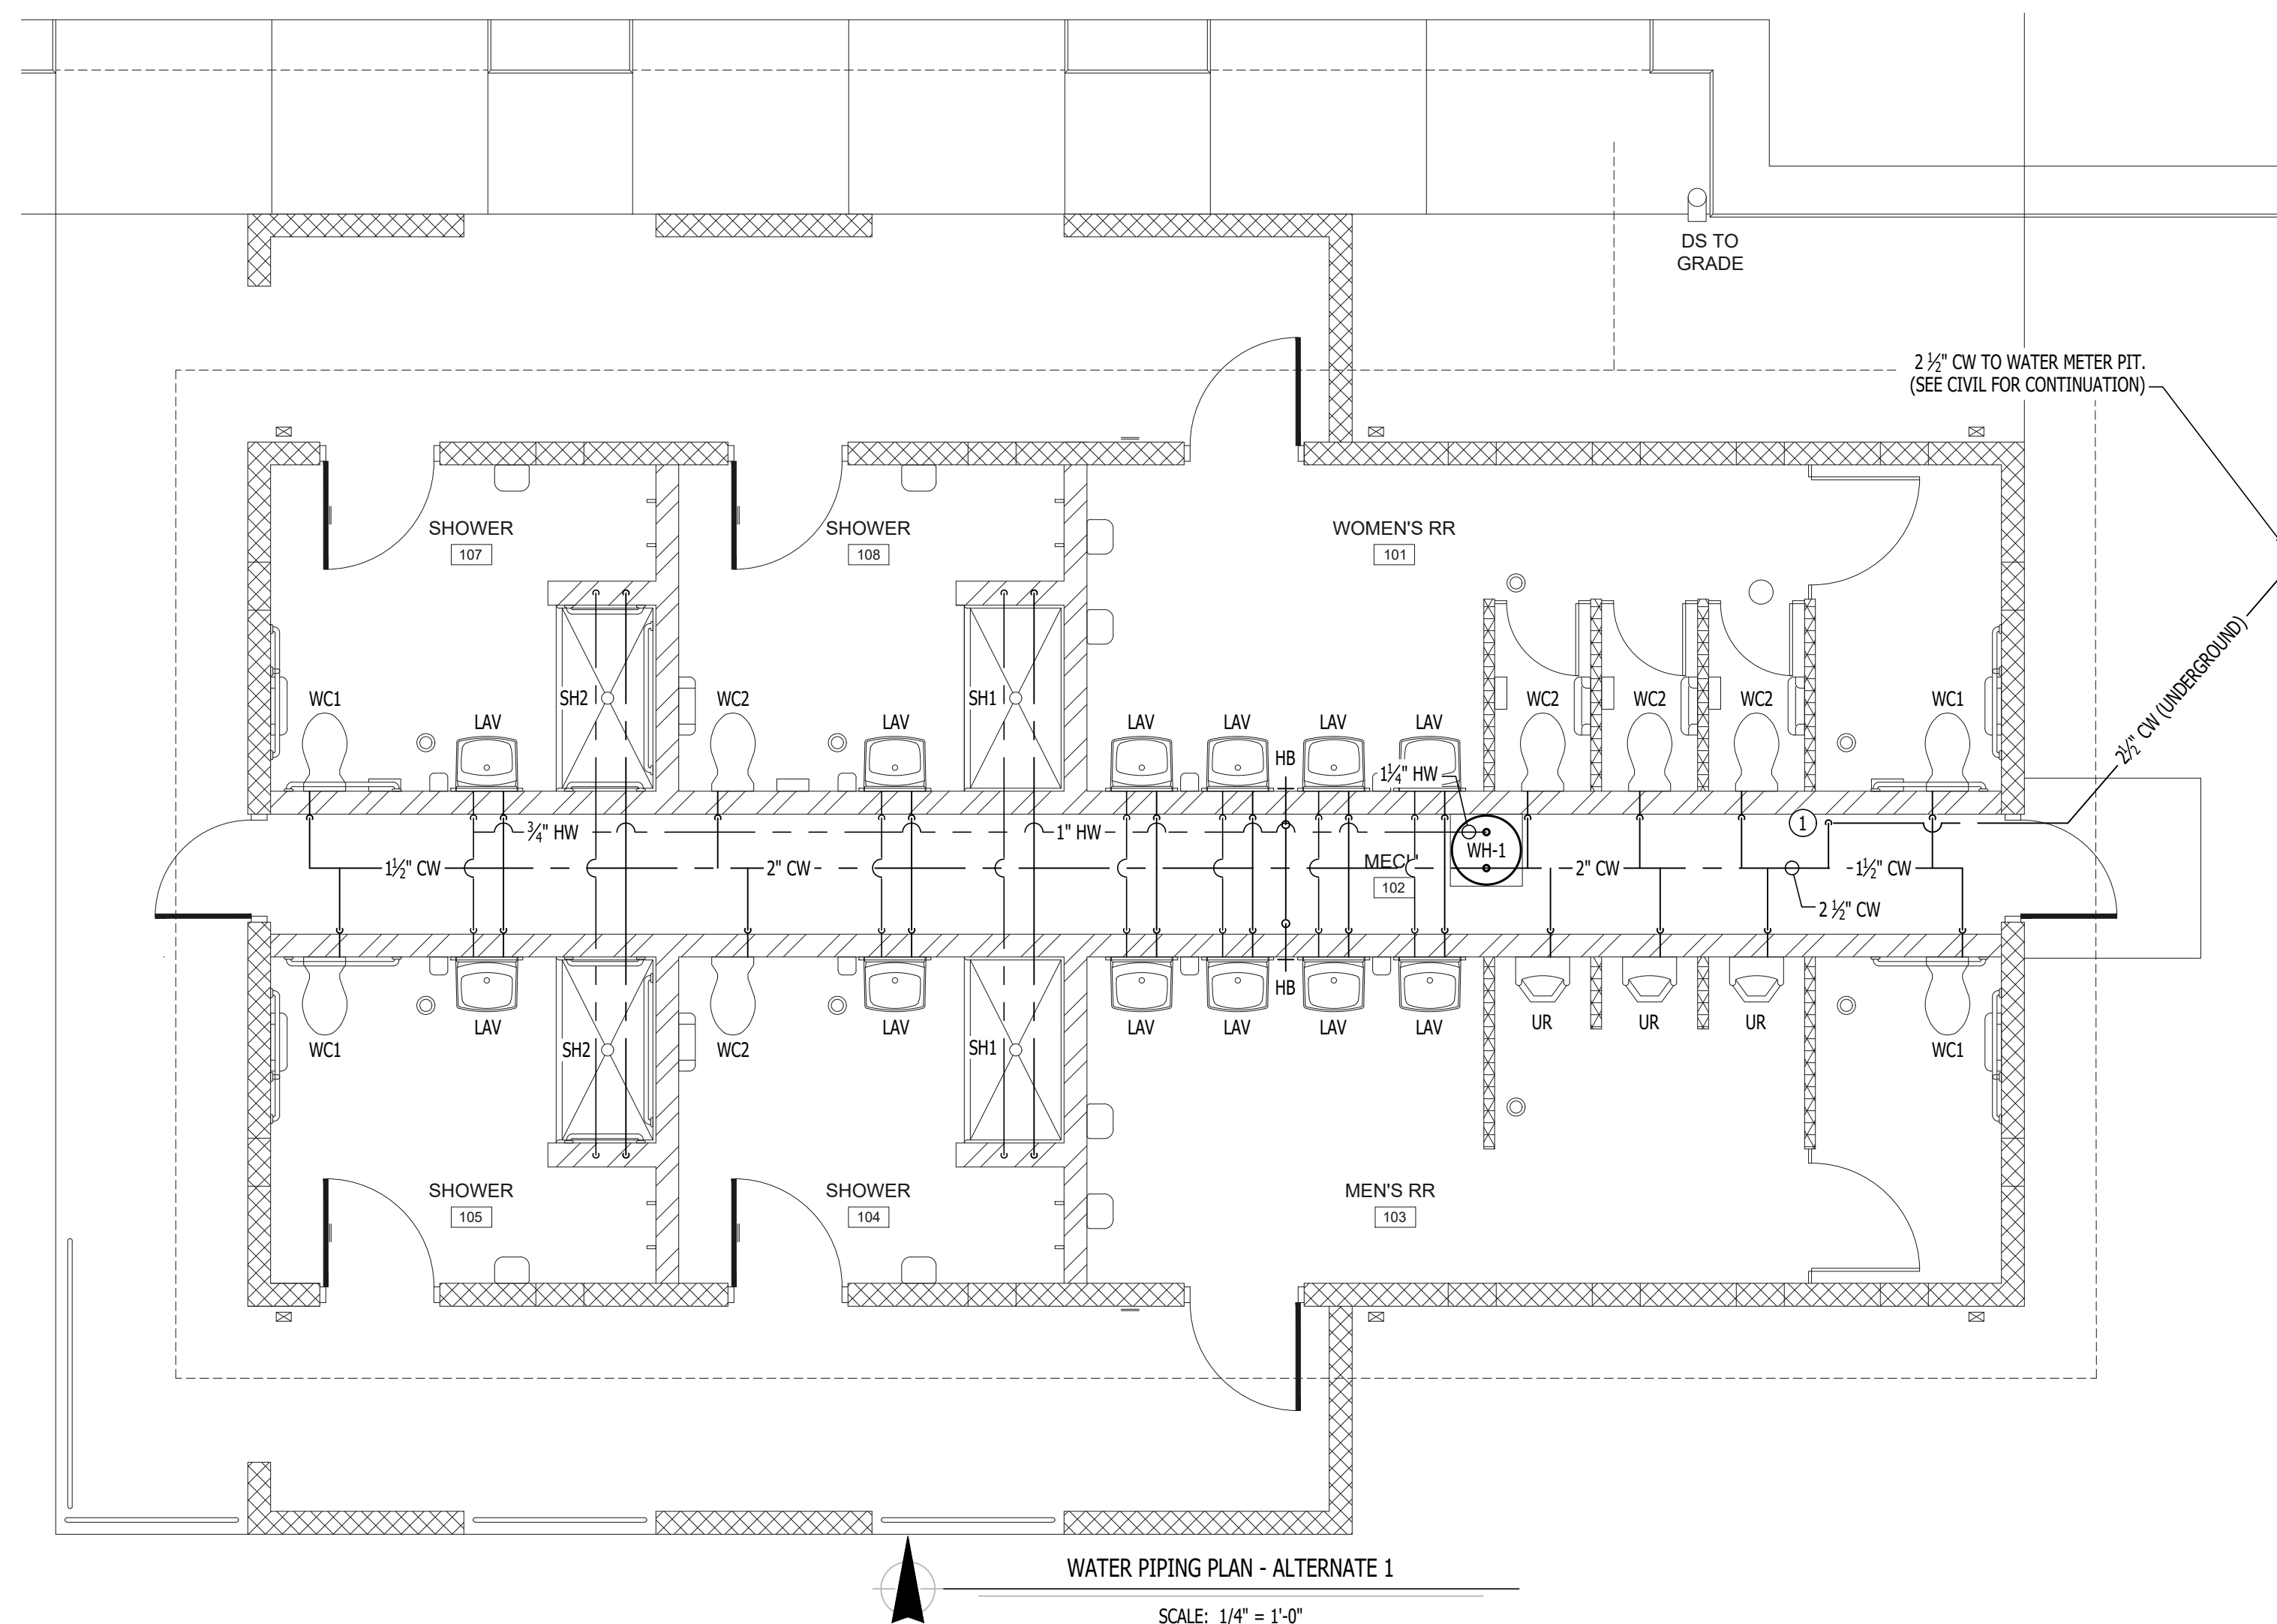 DS TO
GRADE
2 ½" CW TO WATER METER PIT.
(SEE CIVIL FOR CONTINUATION)
SHOWER
107
SHOWER
108
WOMEN'S RR
101
2½" CW (UNDERGROUND)
WC1
LAV
SH2
WC2
LAV
SH1
LAV
LAV
LAV
LAV
WC2
WC2
WC2
WC1
HB
1¼" HW
¾" HW
1" HW
1
WH-1
MECH
102
1½" CW
2" CW
2" CW
1½" CW
2 ½" CW
HB
WC1
LAV
SH2
WC2
LAV
SH1
LAV
LAV
LAV
LAV
UR
UR
UR
WC1
SHOWER
105
SHOWER
104
MEN'S RR
103
WATER PIPING PLAN - ALTERNATE 1
SCALE: 1/4" = 1'-0"